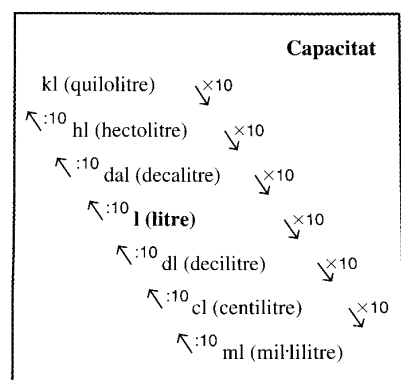 Capacitat
kl (quilolitre) ×10
:10 hl (hectolitre) ×10
:10 dal (decalitre) ×10
:10 l (litre) ×10
:10 dl (decilitre) ×10
:10 cl (centilitre) ×10
:10 ml (mil·lilitre)